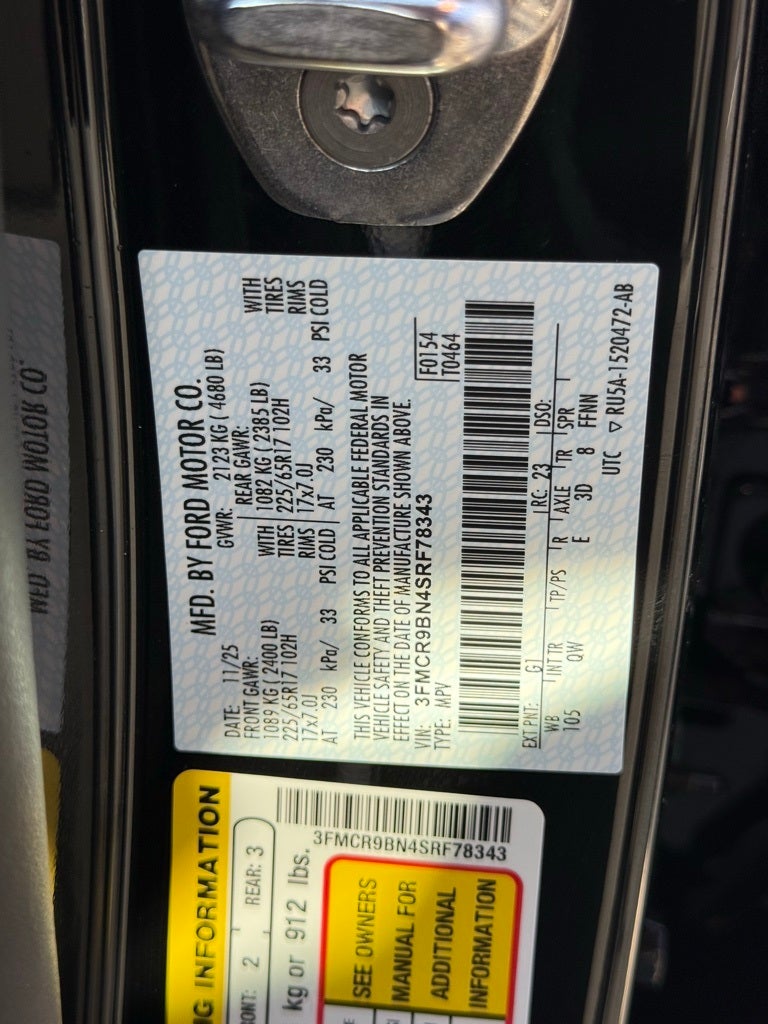 MFD. BY FORD MOTOR CO.
DATE: 11/25 GVWR: 2123 KG ( 4680 LB)
FRONT GAWR: REAR GAWR:
1089 KG ( 2400 LB) WITH 1082 KG ( 2385 LB) WITH
225/65R17 102H TIRES 225/65R17 102H TIRES
17x7.0J RIMS 17x7.0J RIMS
AT 230 kPa/ 33 PSI COLD AT 230 kPa/ 33 PSI COLD
THIS VEHICLE CONFORMS TO ALL APPLICABLE FEDERAL MOTOR
VEHICLE SAFETY AND THEFT PREVENTION STANDARDS IN
EFFECT ON THE DATE OF MANUFACTURE SHOWN ABOVE.
VIN: 3FMCR9BN4SRF78343 F0154
TYPE: MPV T0464
EXT PNT: G1 RC: 23 DSO:
WB INT TR TP/PS R AXLE TR SPR
105 QW E 3D 8 FFNN
UTC ▽ RU5A-1520472-AB
NG INFORMATION
RONT: 2 REAR: 3
kg or 912 lbs.
3FMCR9BN4SRF78343
SEE OWNERS
MANUAL FOR
ADDITIONAL
INFORMATION